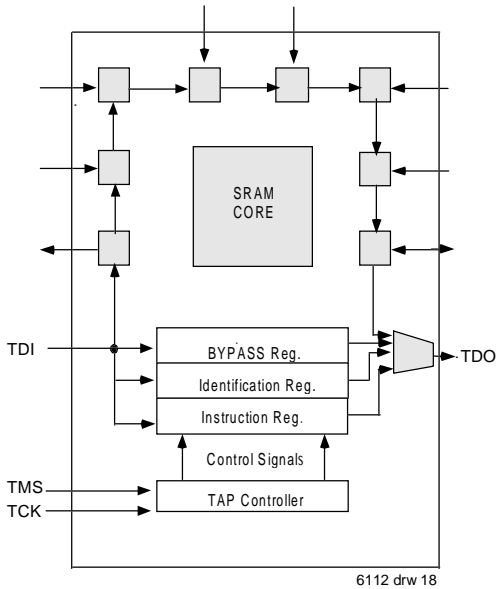 SRAM
CORE
TDI
BYPASS Reg.
TDO
Identification Reg.
Instruction Reg.
Control Signals
TMS
TAP Controller
TCK
6112 drw 18